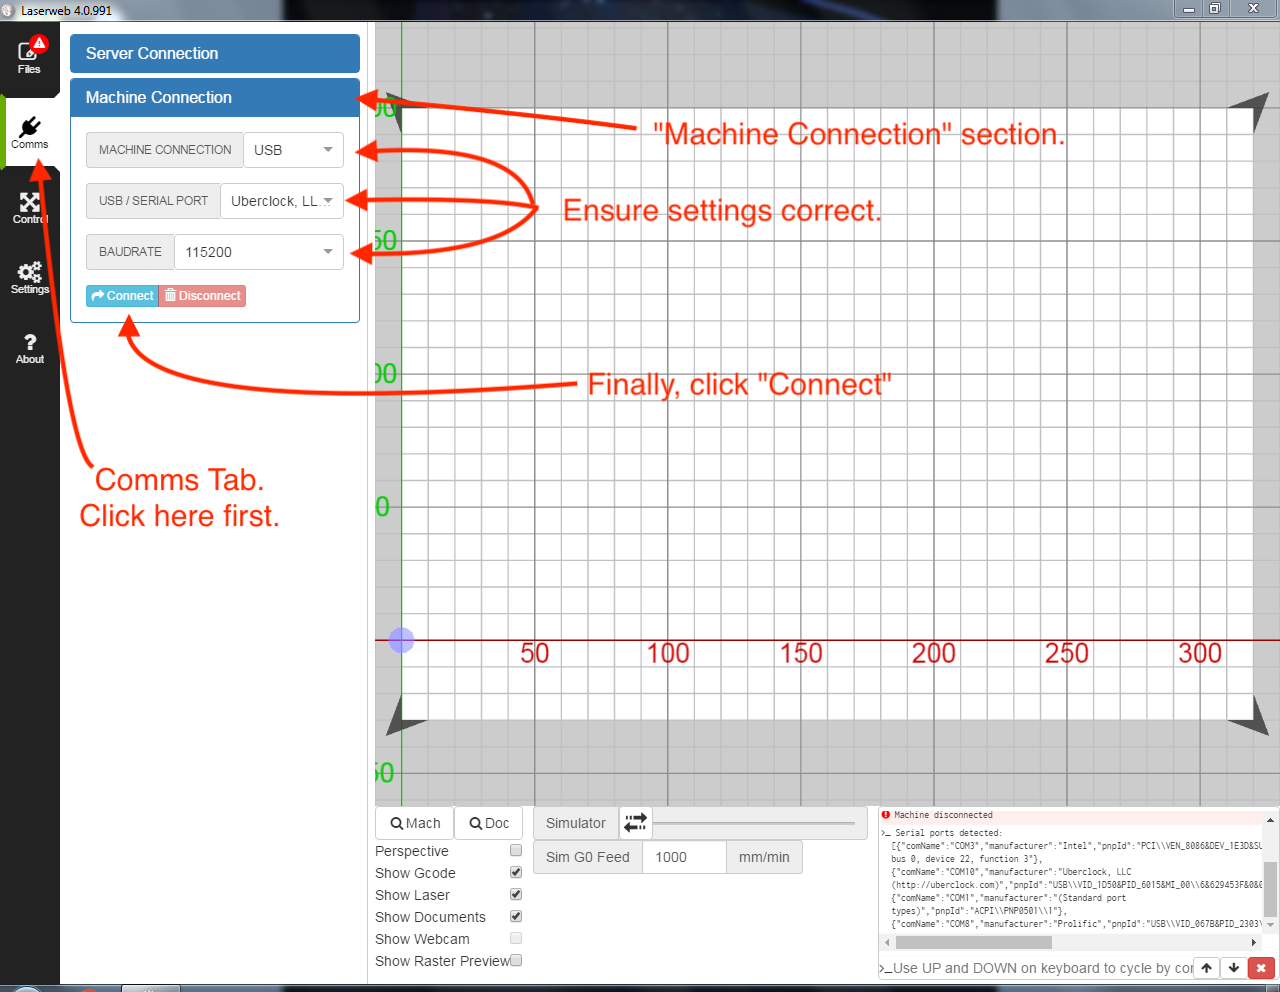 Laserweb 4.0.991
Files
Comms
Control
Settings
About
Server Connection
Machine Connection
MACHINE CONNECTION USB
USB / SERIAL PORT Uberclock, LL...
BAUDRATE 115200
Connect Disconnect
"Machine Connection" section.
Ensure settings correct.
Finally, click "Connect"
Comms Tab.
Click here first.
00
50
00
0
50
50 100 150 200 250 300
Mach Doc
Perspective
Show Gcode
Show Laser
Show Documents
Show Webcam
Show Raster Preview
Simulator
Sim G0 Feed 1000 mm/min
Machine disconnected
>_ Serial ports detected:
[{"comName":"COM3","manufacturer":"Intel","pnpId":"PCI\\VEN_8086&DEV_1E3D&SU
bus 0, device 22, function 3"},
{"comName":"COM10","manufacturer":"Uberclock, LLC
(http://uberclock.com)","pnpId":"USB\\VID_1D50&PID_6015&MI_00\\6&629453F&0&0
{"comName":"COM1","manufacturer":"(Standard port
types)","pnpId":"ACPI\\PNP0501\\1"},
{"comName":"COM8","manufacturer":"Prolific","pnpId":"USB\\VID_067B&PID_2303\
>_ Use UP and DOWN on keyboard to cycle by co